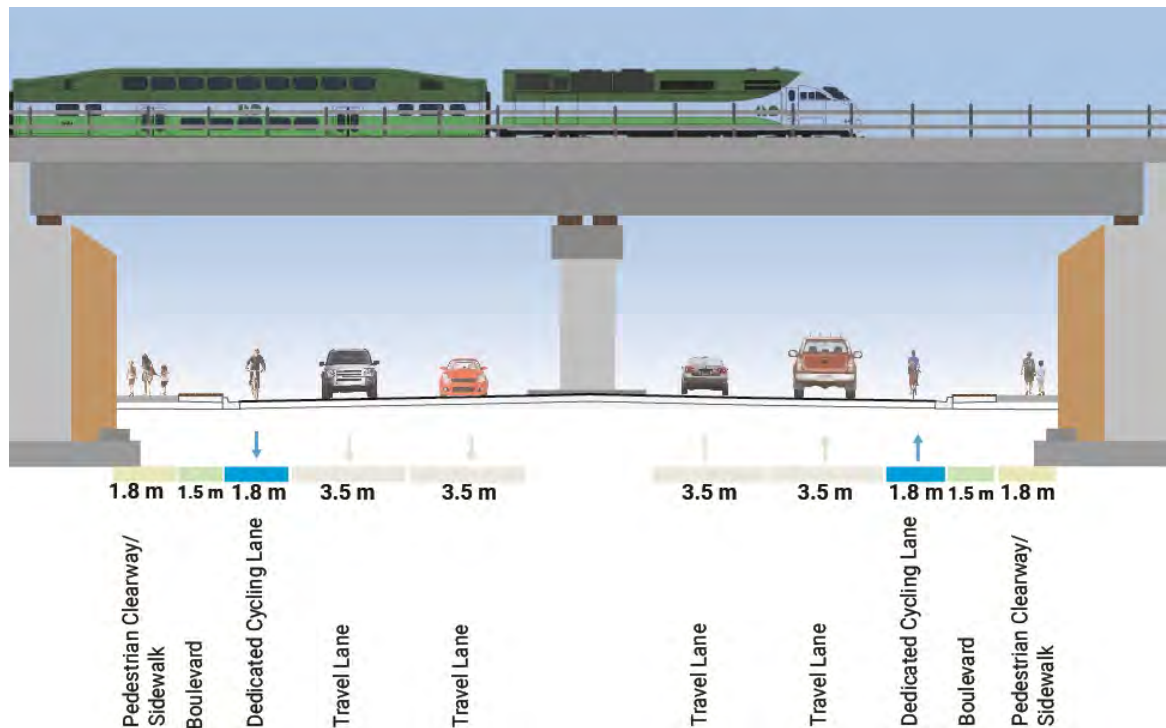 1.8 m
1.5 m
1.8 m
3.5 m
3.5 m
3.5 m
3.5 m
1.8 m
1.5 m
1.8 m
Pedestrian Clearway/
Sidewalk
Boulevard
Dedicated Cycling Lane
Travel Lane
Travel Lane
Travel Lane
Travel Lane
Dedicated Cycling Lane
Boulevard
Pedestrian Clearway/
Sidewalk